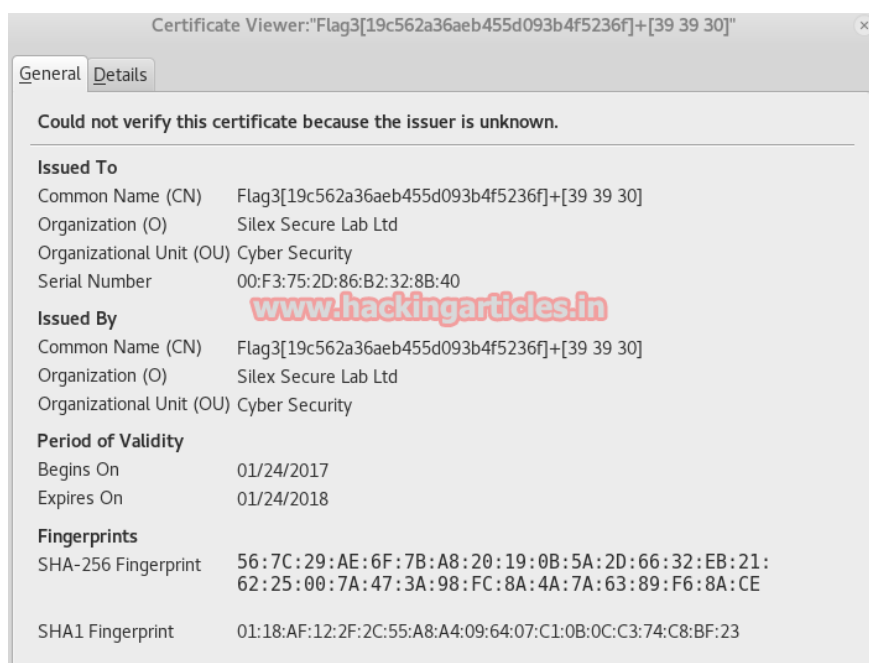 Certificate Viewer:"Flag3[19c562a36aeb455d093b4f5236f]+[39 39 30]"
General Details
Could not verify this certificate because the issuer is unknown.
Issued To
Common Name (CN) Flag3[19c562a36aeb455d093b4f5236f]+[39 39 30]
Organization (O) Silex Secure Lab Ltd
Organizational Unit (OU) Cyber Security
Serial Number 00:F3:75:2D:86:B2:32:8B:40
www.hackingarticles.in
Issued By
Common Name (CN) Flag3[19c562a36aeb455d093b4f5236f]+[39 39 30]
Organization (O) Silex Secure Lab Ltd
Organizational Unit (OU) Cyber Security
Period of Validity
Begins On 01/24/2017
Expires On 01/24/2018
Fingerprints
SHA-256 Fingerprint 56:7C:29:AE:6F:7B:A8:20:19:0B:5A:2D:66:32:EB:21:
62:25:00:7A:47:3A:98:FC:8A:4A:7A:63:89:F6:8A:CE
SHA1 Fingerprint 01:18:AF:12:2F:2C:55:A8:A4:09:64:07:C1:0B:0C:C3:74:C8:BF:23